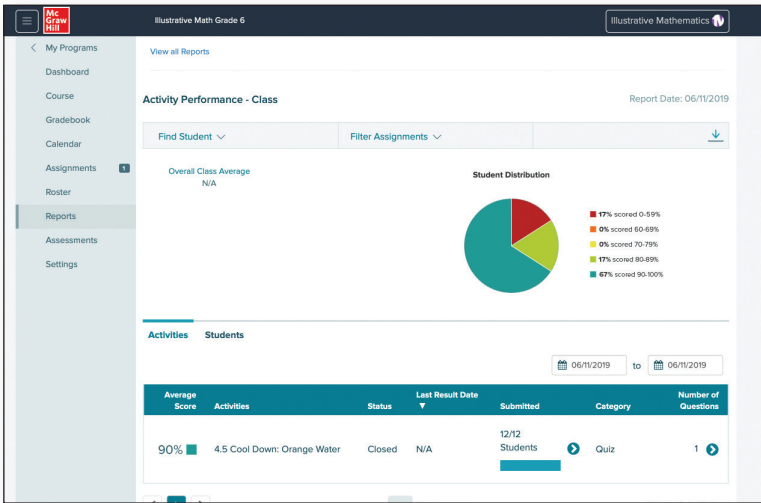 Mc
Graw
Hill
Illustrative Math Grade 6
Illustrative Mathematics
My Programs
Dashboard
Course
Gradebook
Calendar
Assignments 1
Roster
Reports
Assessments
Settings
View all Reports
Activity Performance - Class
Report Date: 06/11/2019
Find Student
Filter Assignments
Overall Class Average
N/A
Student Distribution
17% scored 0-59%
0% scored 60-69%
0% scored 70-79%
17% scored 80-89%
67% scored 90-100%
Activities Students
06/11/2019 to 06/11/2019
Average Score Activities Status Last Result Date ▼ Submitted Category Number of Questions
90% 4.5 Cool Down: Orange Water Closed N/A 12/12 Students Quiz 1